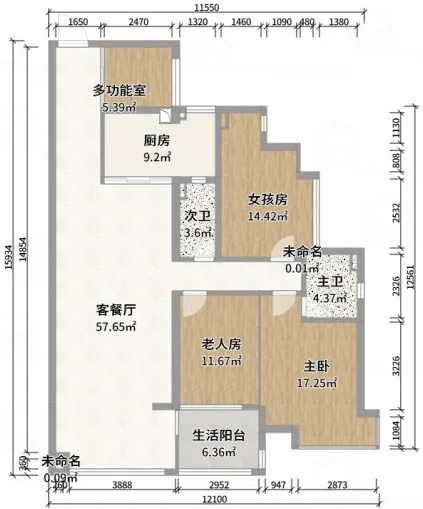 11550
1650 2470 1320 1460 1090 480 1380
多功能室
5.39㎡
厨房
9.2㎡
女孩房
14.42㎡
次卫
3.6㎡
未命名
0.01㎡
主卫
4.37㎡
客餐厅
57.65㎡
老人房
11.67㎡
主卧
17.25㎡
生活阳台
6.36㎡
未命名
0.09㎡
15934
14854
360
1130
808
2532
2326
3226
1084
12561
260 3888 2952 947 2873
12100